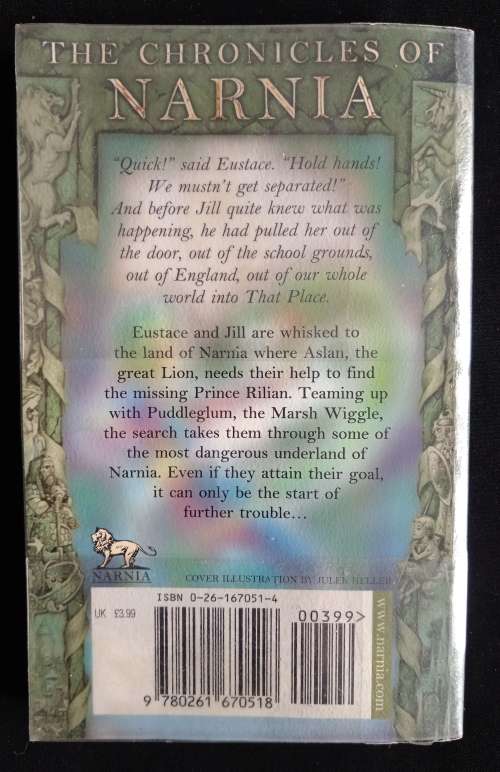 THE CHRONICLES OF
NARNIA
“Quick!” said Eustace. “Hold hands!
We mustn’t get separated!”
And before Jill quite knew what was
happening, he had pulled her out of
the door, out of the school grounds,
out of England, out of our whole
world into That Place.
Eustace and Jill are whisked to
the land of Narnia where Aslan, the
great Lion, needs their help to find
the missing Prince Rilian. Teaming up
with Puddleglum, the Marsh Wiggle,
the search takes them through some of
the most dangerous underland of
Narnia. Even if they attain their goal,
it can only be the start of
further trouble…
NARNIA
COVER ILLUSTRATION BY JULEK HELLER
ISBN 0-26-167051-4
UK £3.99
00399>
9 780261 670518
www.narnia.com